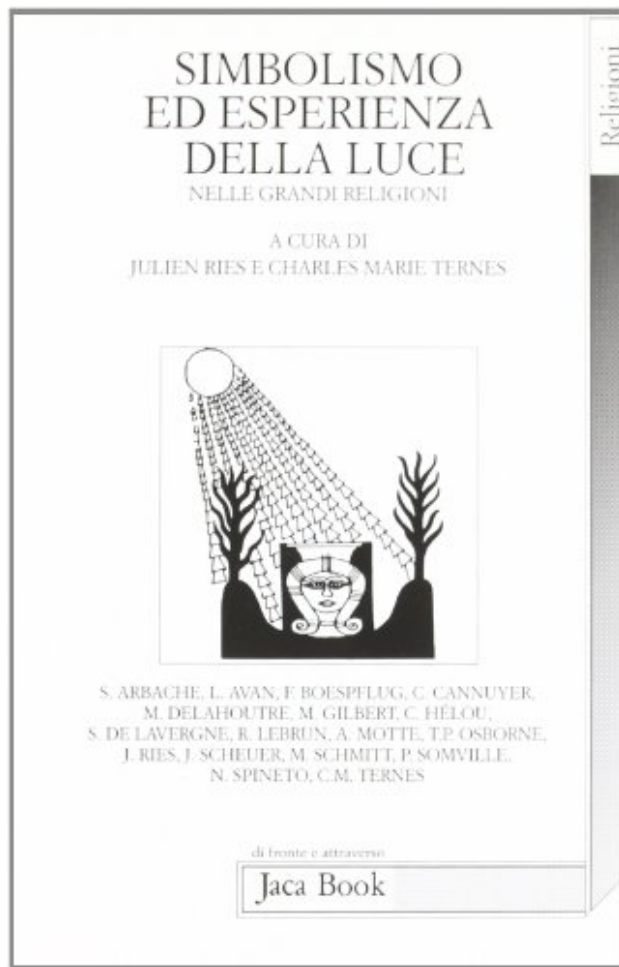 SIMBOLISMO
ED ESPERIENZA
DELLA LUCE
NELLE GRANDI RELIGIONI
A CURA DI
JULIEN RIES E CHARLES MARIE TERNES
Religioni
S. ARBACHE, L. AVAN, F. BOESPFLUG, C. CANNUYER,
M. DELAHOUTRE, M. GILBERT, C. HÉLOU,
S. DE LAVERGNE, R. LEBRUN, A. MOTTE, T.P. OSBORNE,
J. RIES, J. SCHEUER, M. SCHMITT, P. SOMVILLE,
N. SPINETO, C.M. TERNES
di fronte e attraverso
Jaca Book